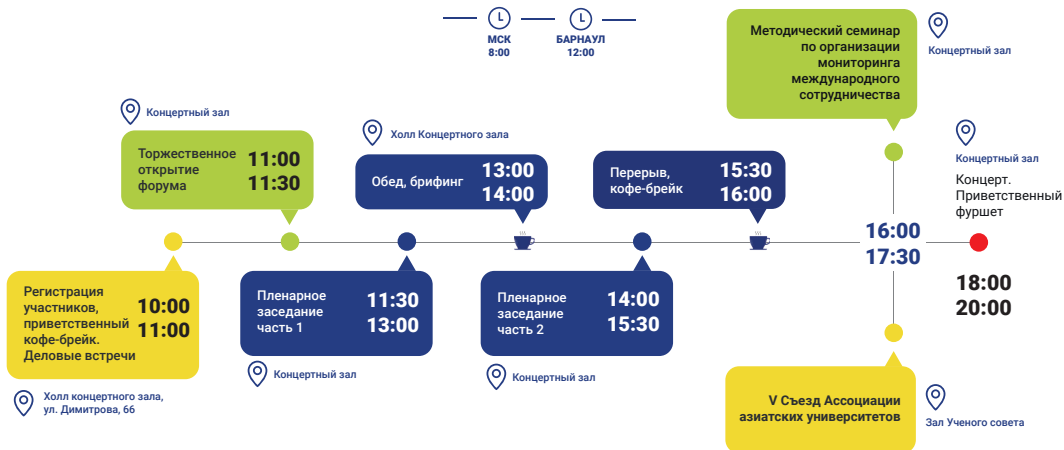 МСК
8:00
БАРНАУЛ
12:00
Холл концертного зала,
ул. Димитрова, 66
Регистрация
участников,
приветственный
кофе-брейк.
Деловые встречи
10:00
11:00
Концертный зал
Торжественное
открытие
форума
11:00
11:30
Пленарное
заседание
часть 1
11:30
13:00
Концертный зал
Холл Концертного зала
Обед, брифинг
13:00
14:00
Пленарное
заседание
часть 2
14:00
15:30
Концертный зал
Перерыв,
кофе-брейк
15:30
16:00
16:00
17:30
Методический семинар
по организации
мониторинга
международного
сотрудничества
Концертный зал
V Съезд Ассоциации
азиатских университетов
Зал Ученого совета
Концертный зал
Концерт.
Приветственный
фуршет
18:00
20:00